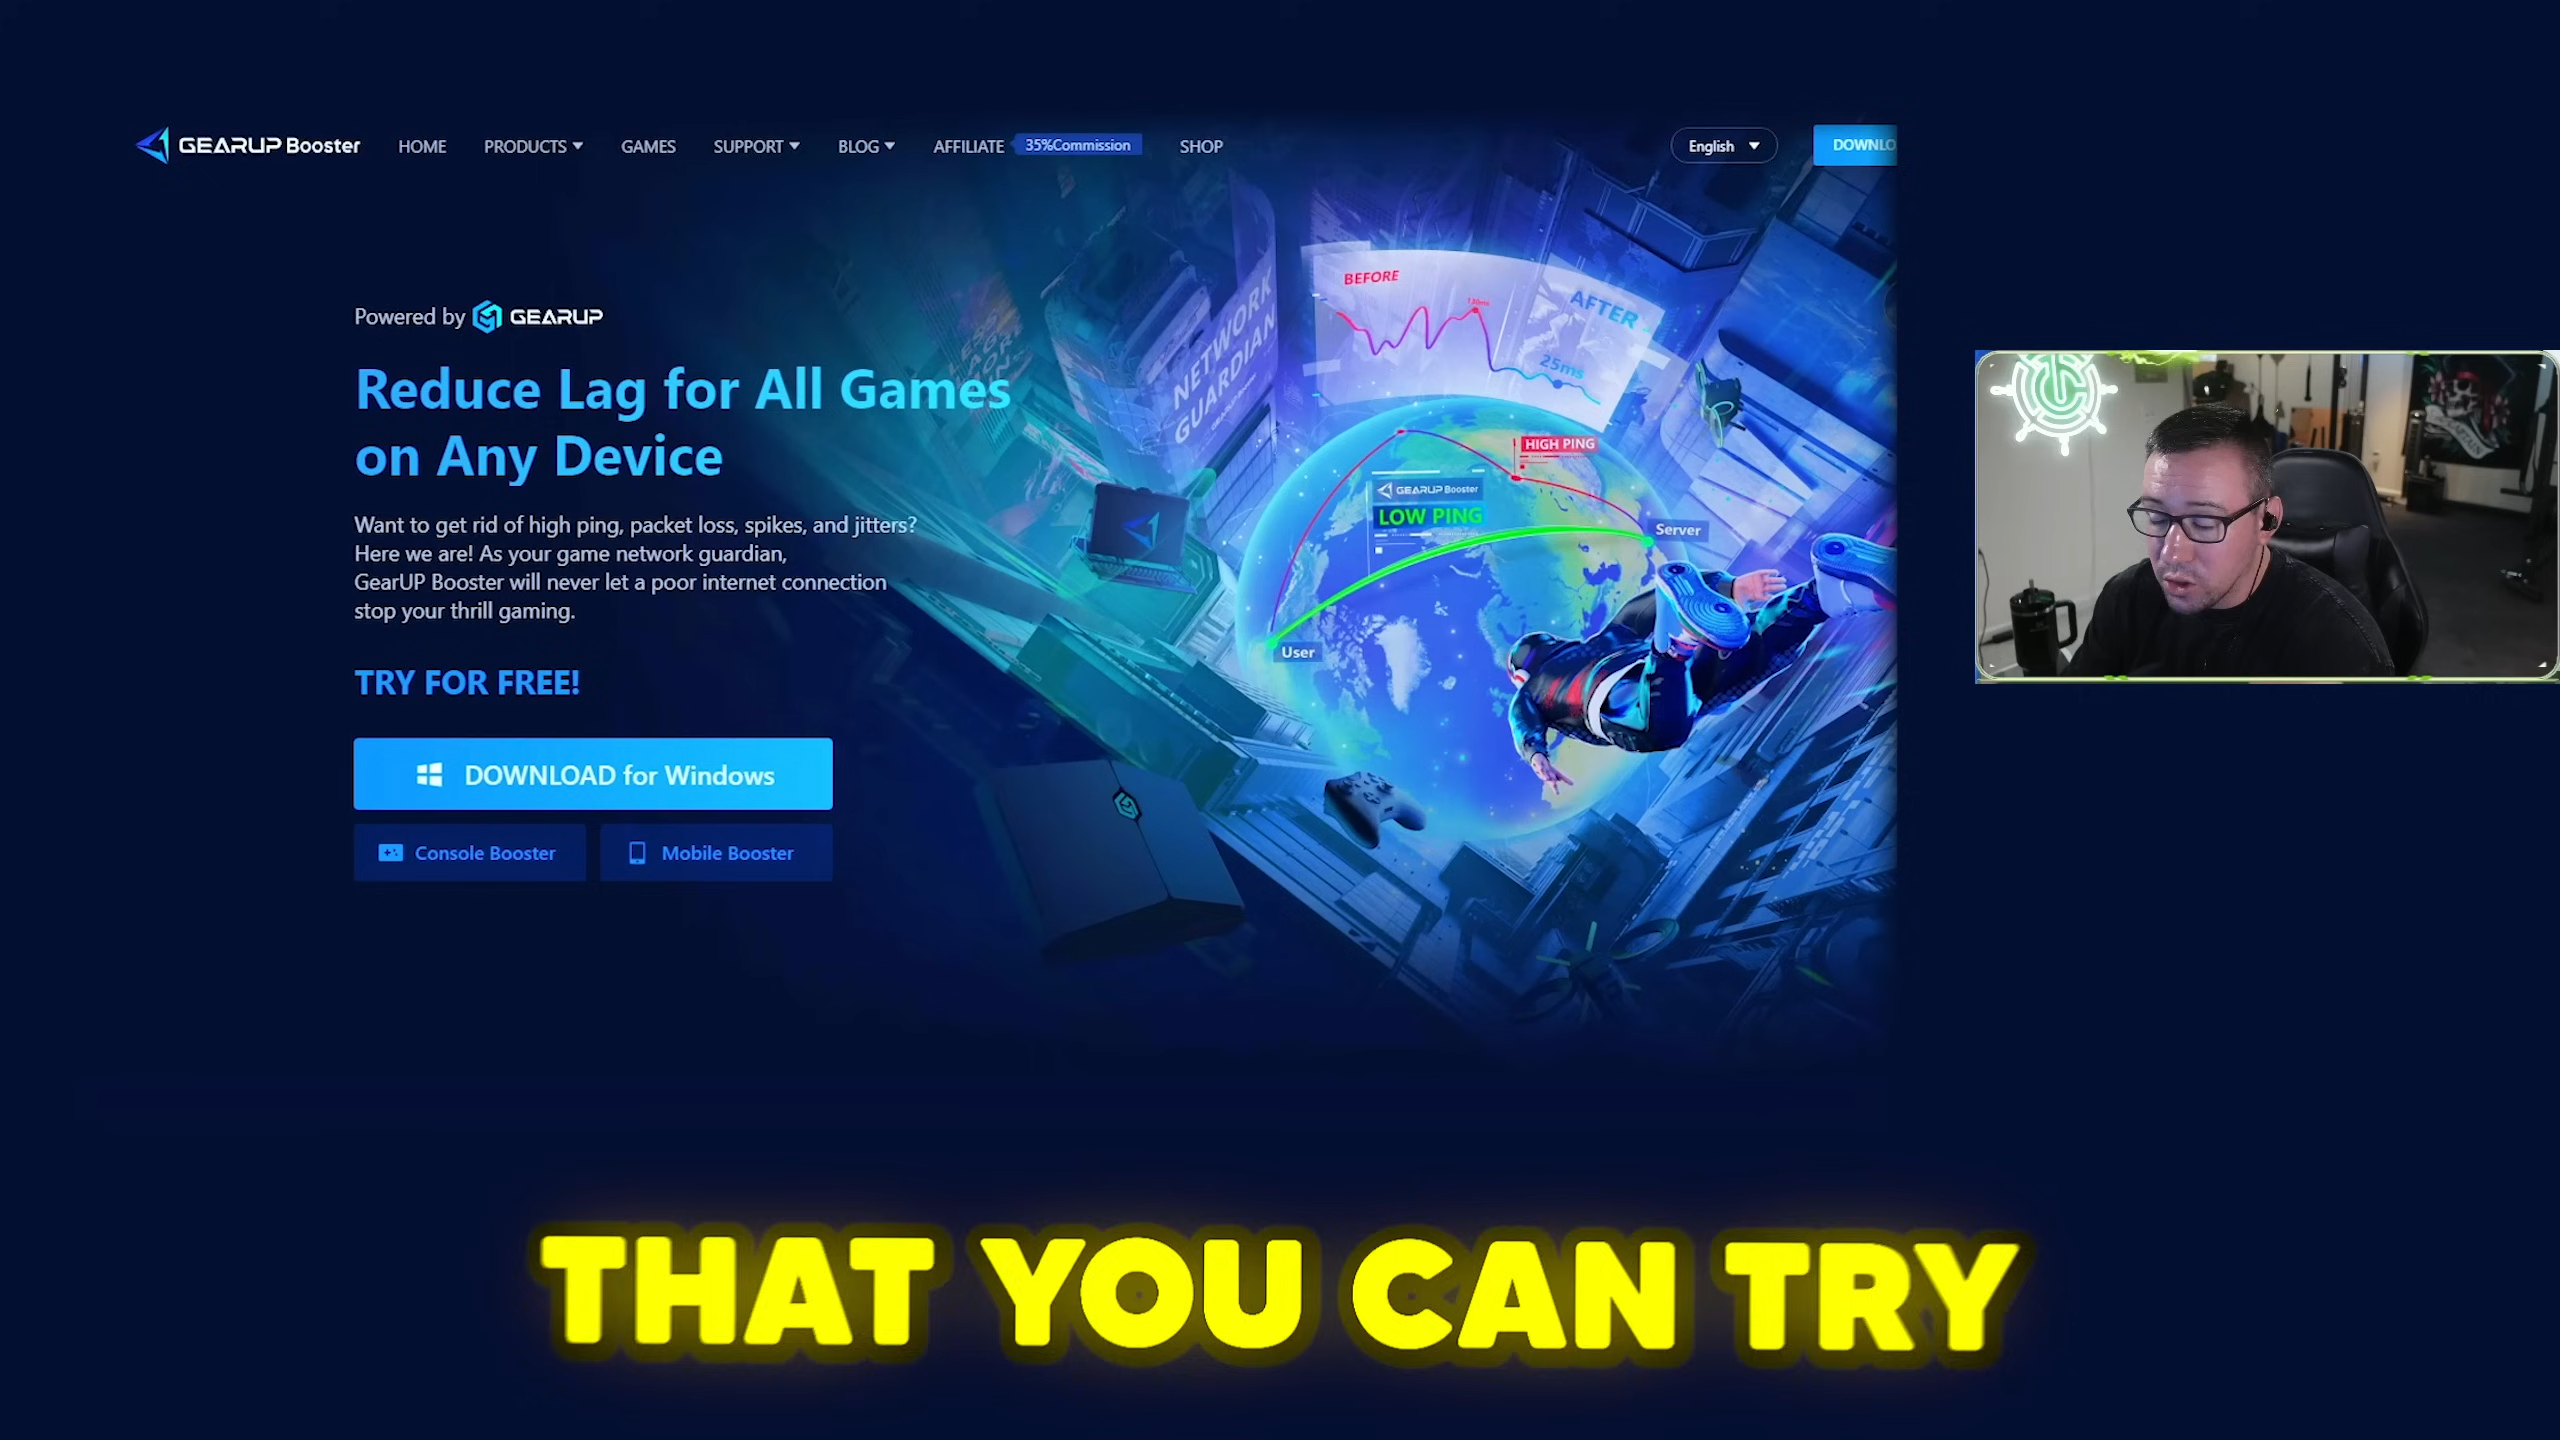 GEARUP Booster HOME PRODUCTS GAMES SUPPORT BLOG AFFILIATE 35%Commission SHOP English DOWNLO
NETWORK
GUARDIAN
BEFORE
AFTER
25ms
Powered by GEARUP
Reduce Lag for All Games
on Any Device
HIGH PING
GEARUP Booster
LOW PING
Server
User
Want to get rid of high ping, packet loss, spikes, and jitters?
Here we are! As your game network guardian,
GearUP Booster will never let a poor internet connection
stop your thrill gaming.
TRY FOR FREE!
DOWNLOAD for Windows
Console Booster Mobile Booster
THAT YOU CAN TRY